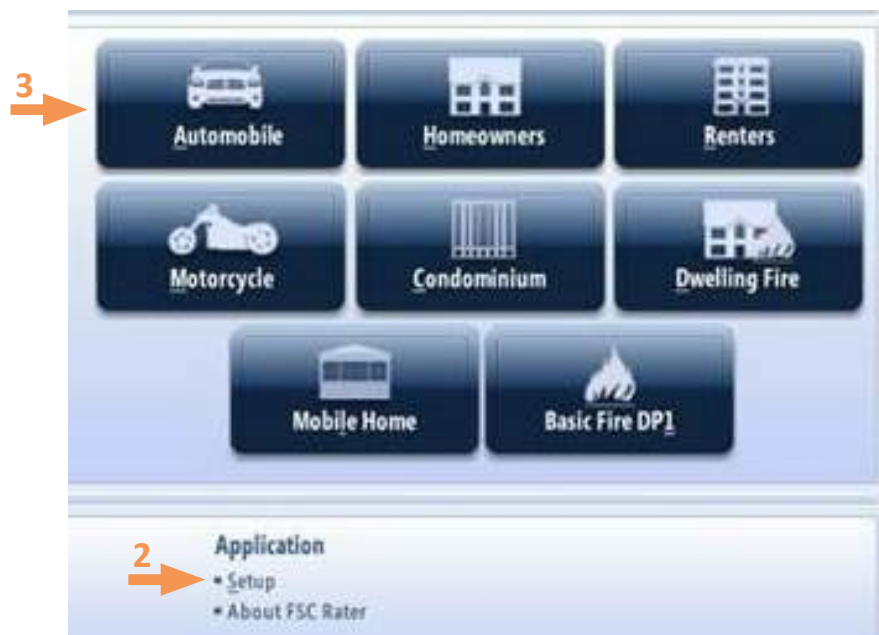 3
Automobile Homeowners Renters
Motorcycle Condominium Dwelling Fire
Mobile Home Basic Fire DP1
Application
2
• Setup
• About FSC Rater